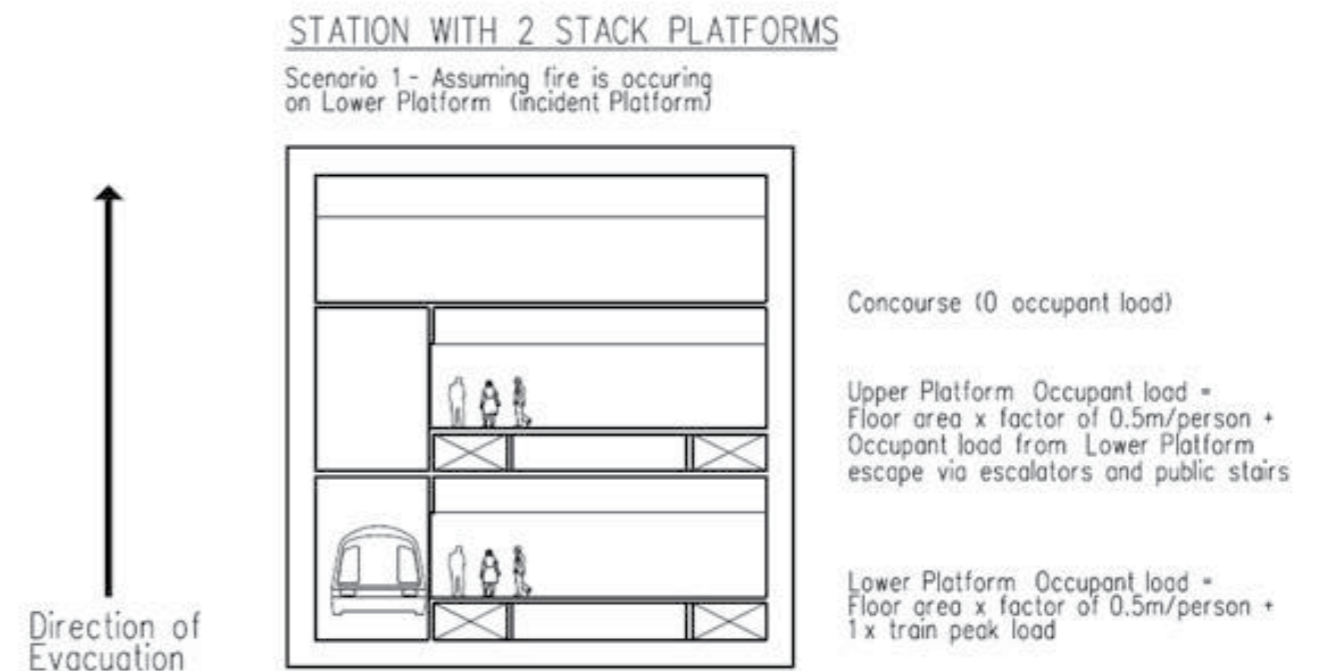 STATION WITH 2 STACK PLATFORMS
Scenario 1 - Assuming fire is occuring
on Lower Platform (incident Platform)
Concourse (0 occupant load)
Upper Platform Occupant load =
Floor area x factor of 0.5m/person +
Occupant load from Lower Platform
escape via escalators and public stairs
Lower Platform Occupant load =
Floor area x factor of 0.5m/person +
1 x train peak load
Direction of
Evacuation